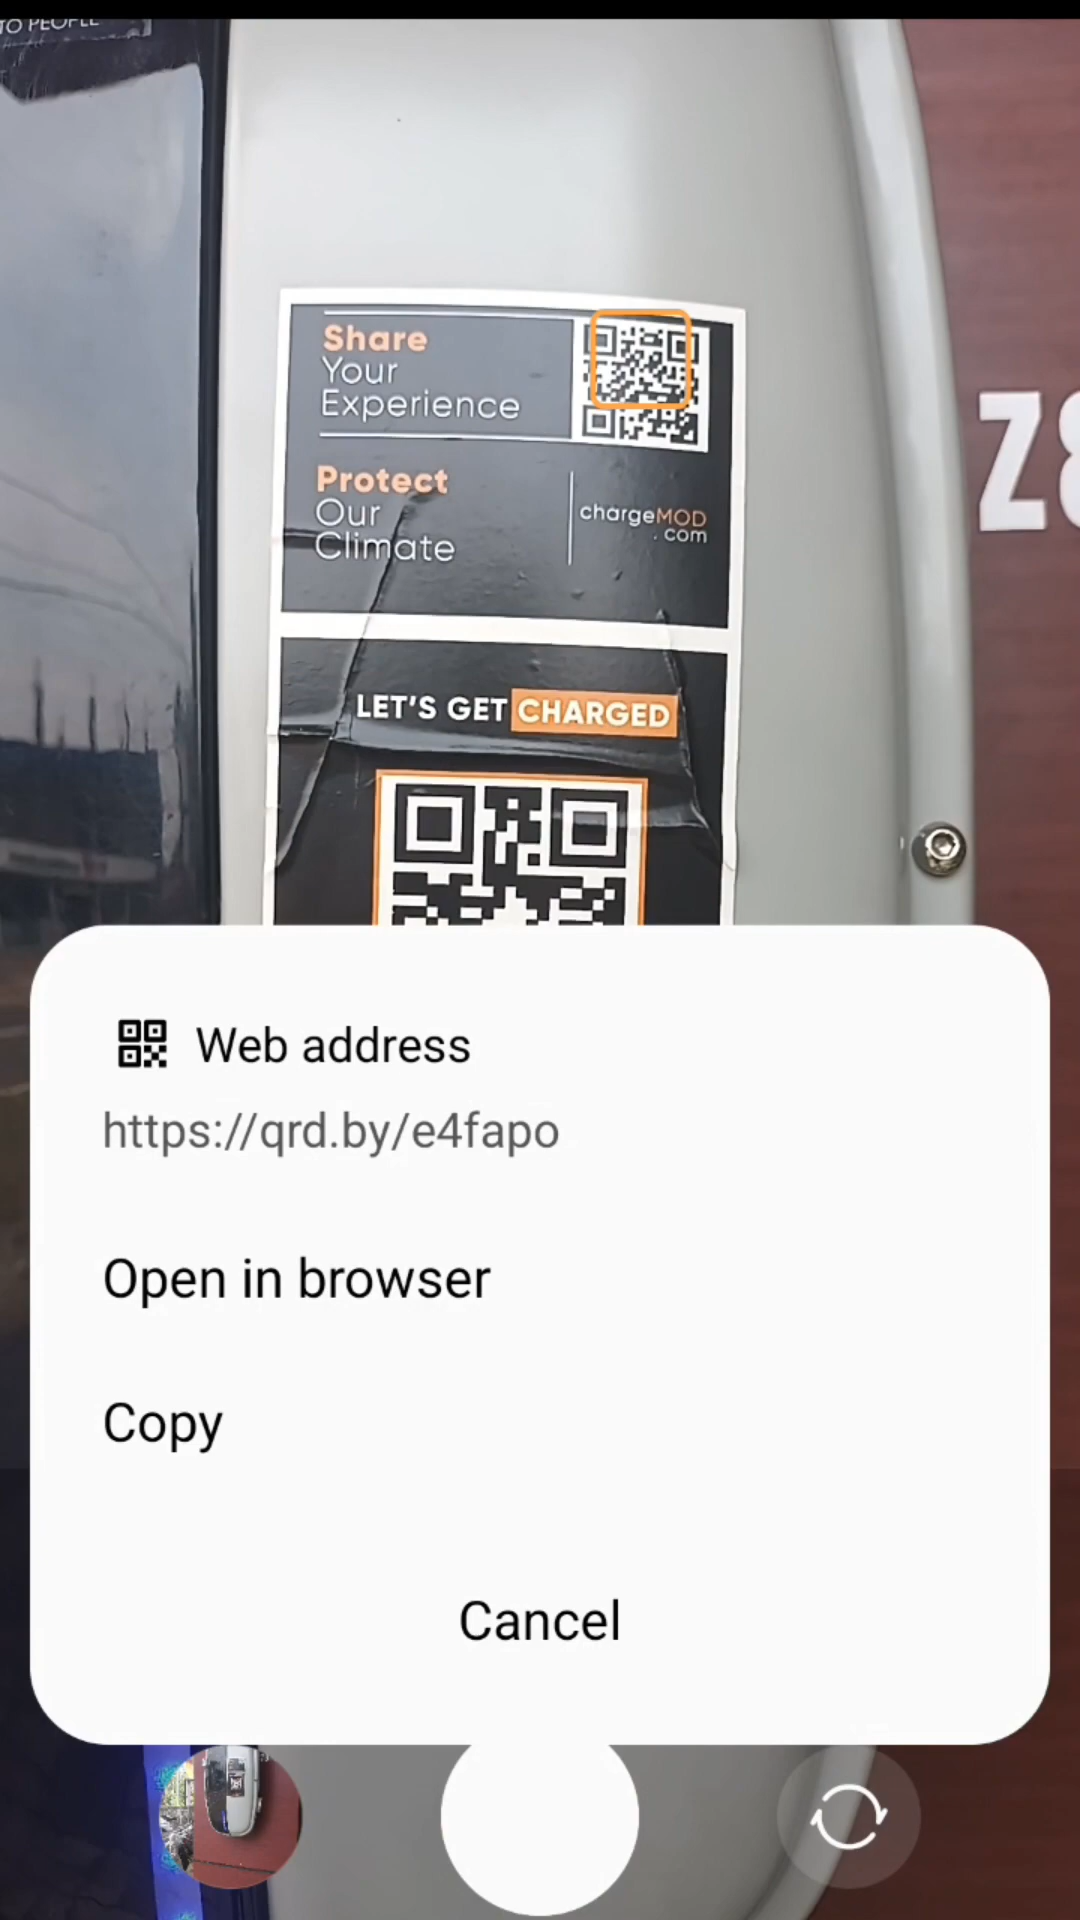 TO PEOPLE
Share
Your
Experience
Protect
Our
Climate
chargeMOD
.com
Z8
LET'S GET CHARGED
Web address
https://qrd.by/e4fapo
Open in browser
Copy
Cancel